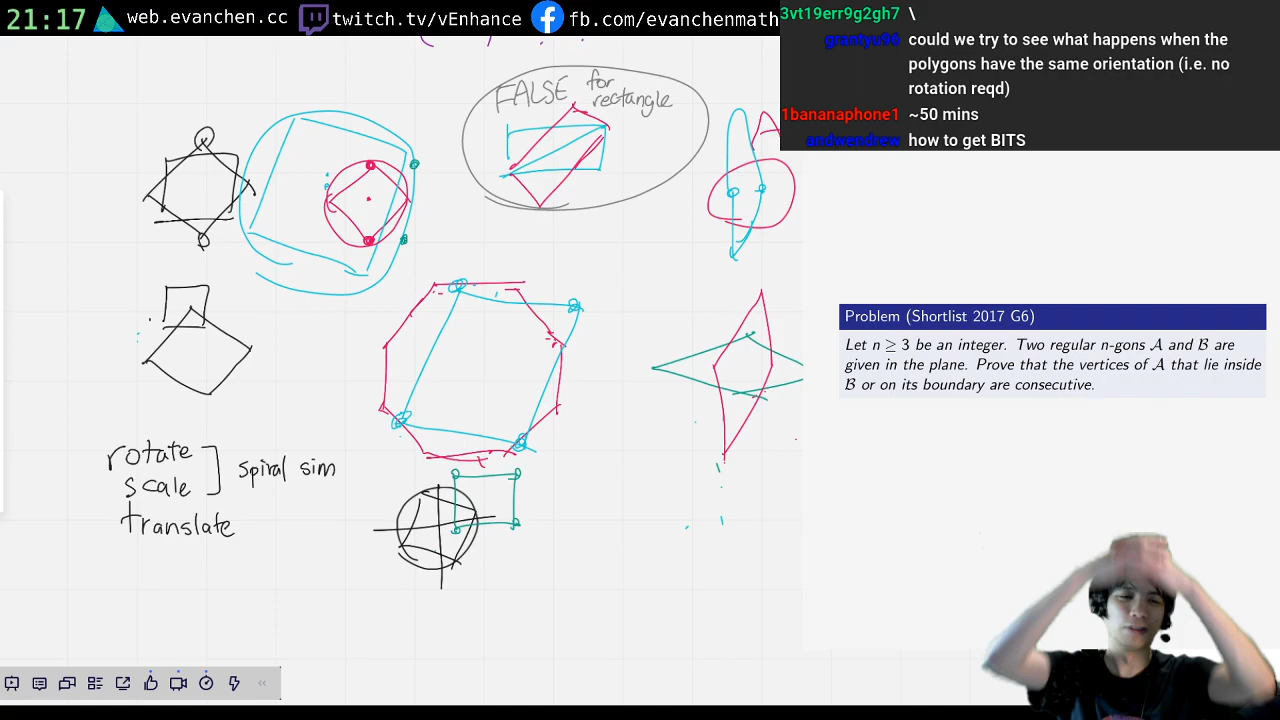 21:17 web.evanchen.cc twitch.tv/vEnhance fb.com/evanchenmath
3vt19err9g2gh7 \
grantyu96 could we try to see what happens when the
polygons have the same orientation (i.e. no
rotation reqd)
1bananaphone1 ~50 mins
andwendrew how to get BITS
FALSE for
rectangle
Problem (Shortlist 2017 G6)
Let n ≥ 3 be an integer. Two regular n-gons 𝒜 and ℬ are
given in the plane. Prove that the vertices of 𝒜 that lie inside
ℬ or on its boundary are consecutive.
rotate
scale
spiral sim
translate